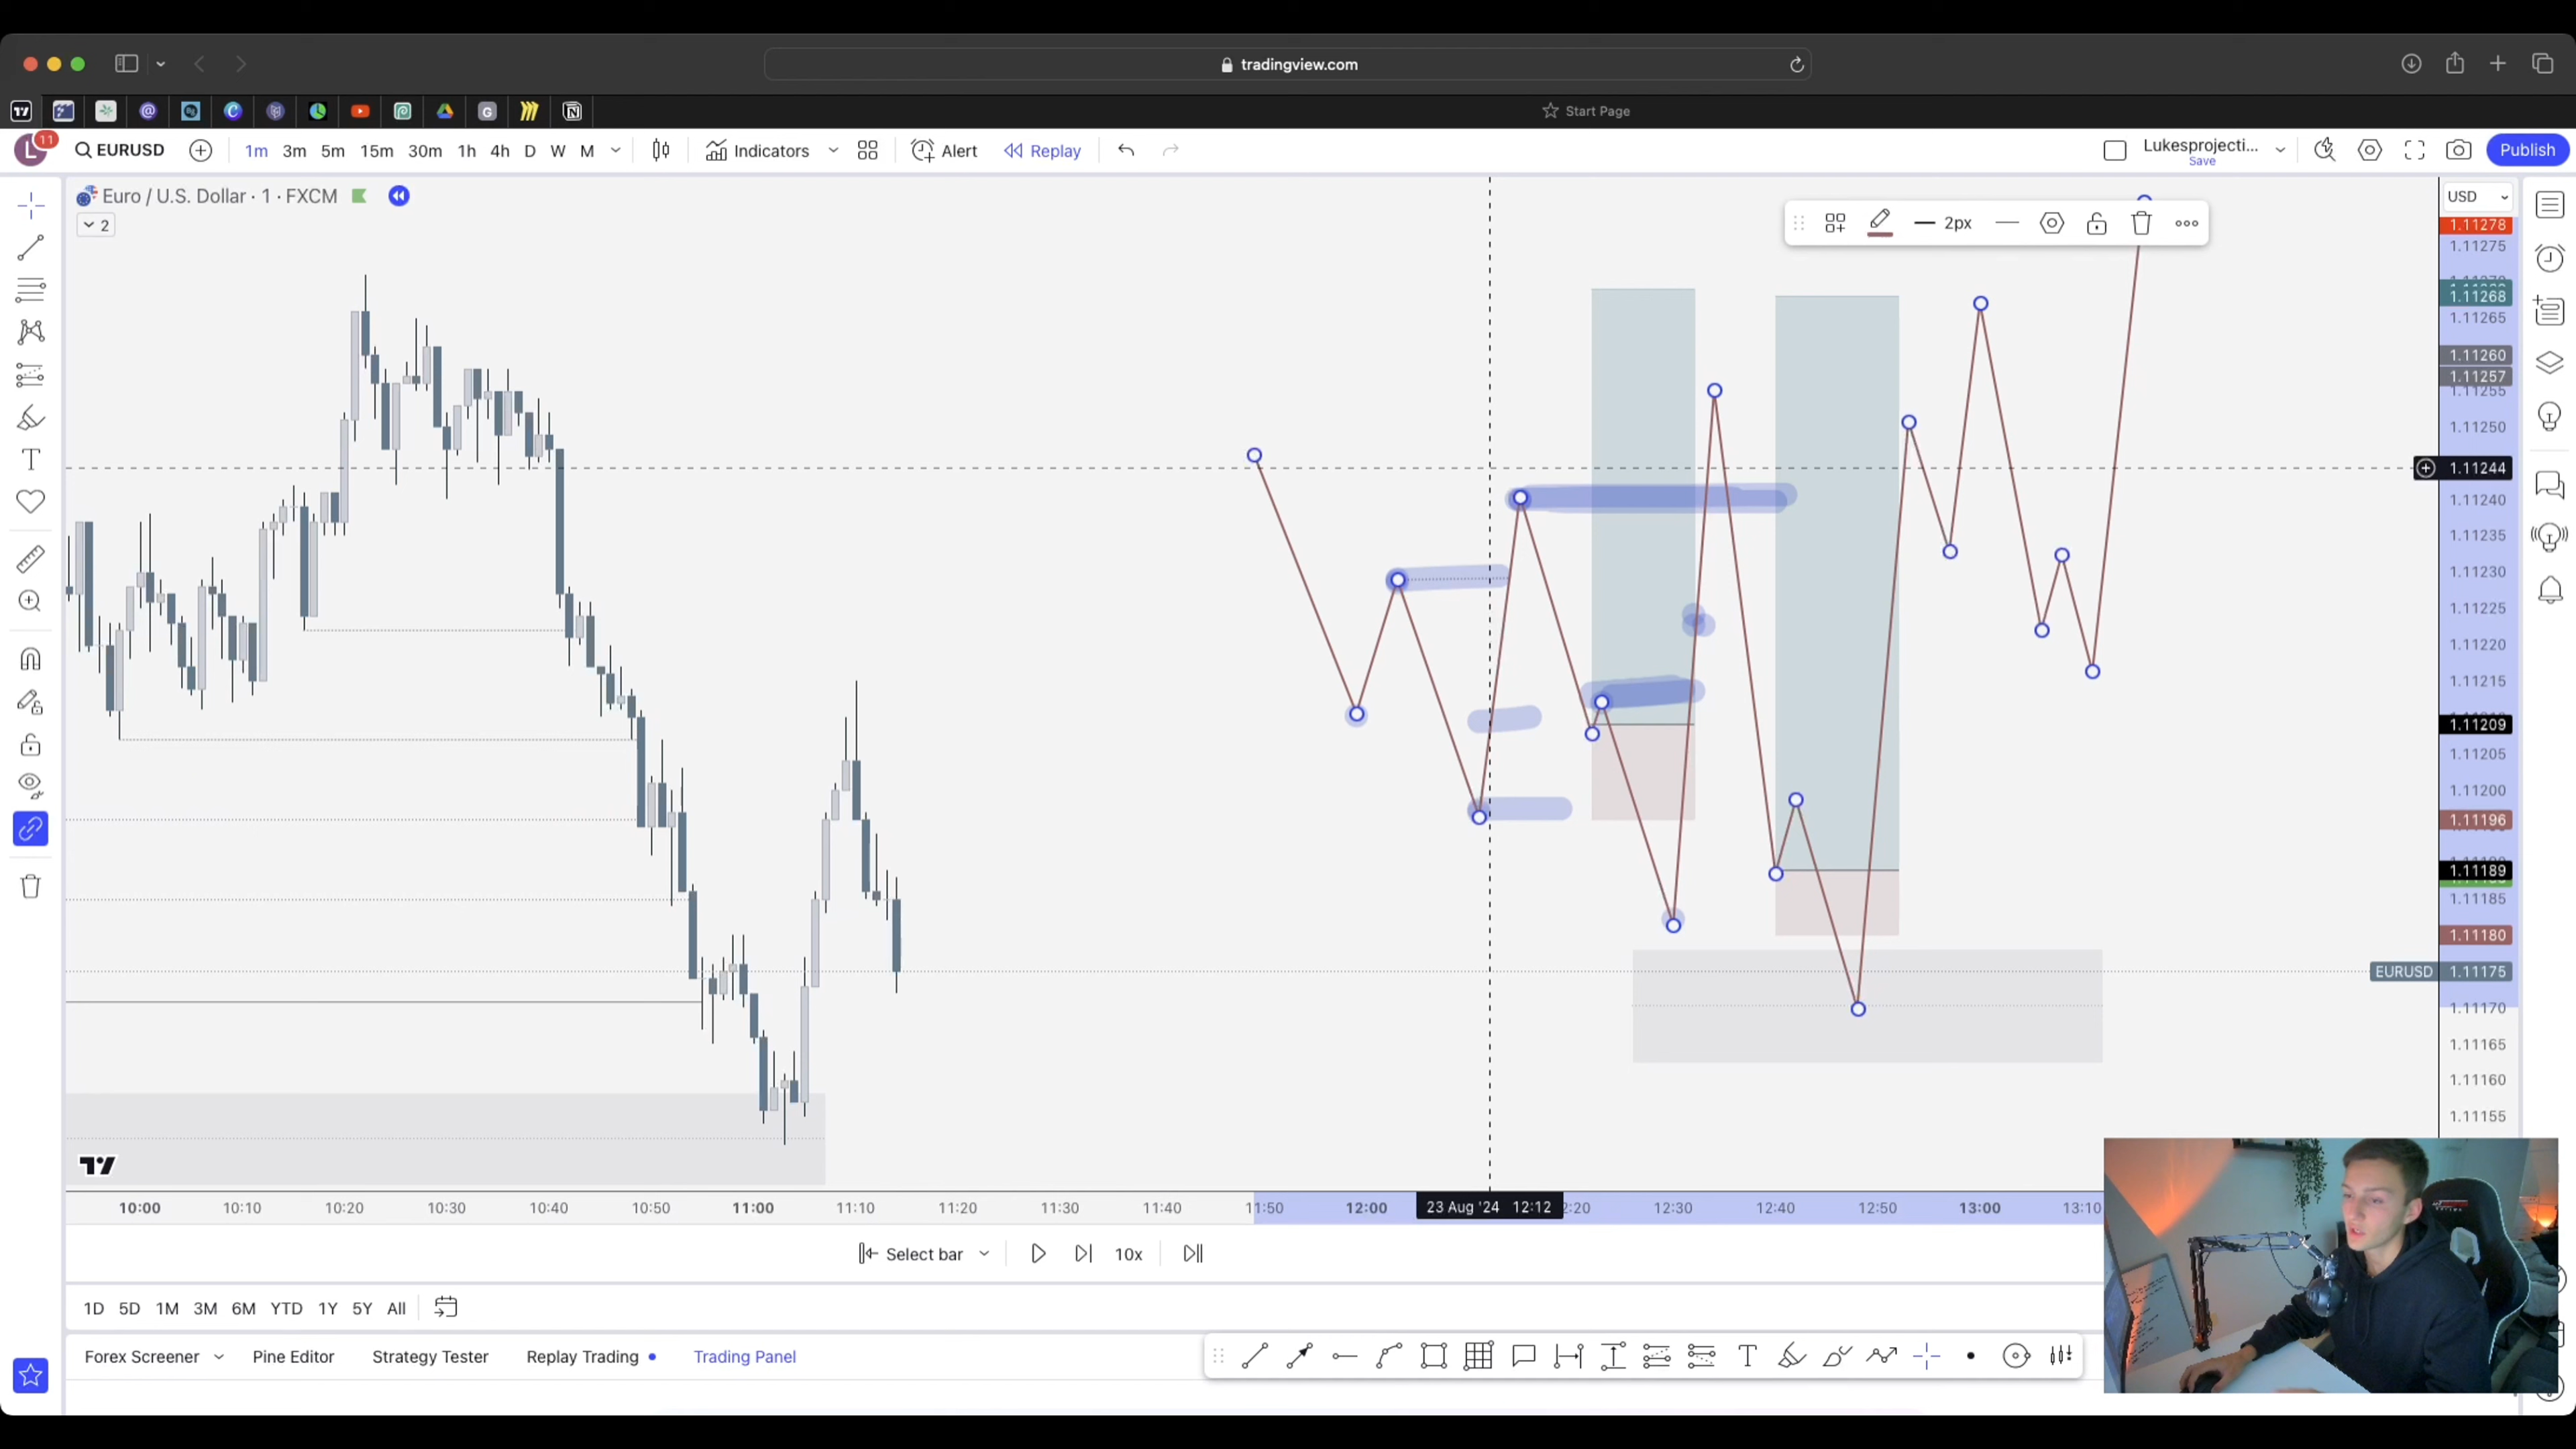 tradingview.com
Start Page
L 11 EURUSD 1m 3m 5m 15m 30m 1h 4h D W M Indicators Alert Replay Lukesprojecti... Save Publish
Euro / U.S. Dollar · 1 · FXCM
2
2px
USD
1.11278
1.11275
1.11268
1.11265
1.11260
1.11257
1.11255
1.11250
1.11244
1.11240
1.11235
1.11230
1.11225
1.11220
1.11215
1.11209
1.11205
1.11200
1.11196
1.11189
1.11185
1.11180
EURUSD 1.11175
1.11170
1.11165
1.11160
1.11155
10:00 10:10 10:20 10:30 10:40 10:50 11:00 11:10 11:20 11:30 11:40 11:50 12:00 23 Aug '24 12:12 2:20 12:30 12:40 12:50 13:00 13:10
Select bar 10x
1D 5D 1M 3M 6M YTD 1Y 5Y All
Forex Screener Pine Editor Strategy Tester Replay Trading Trading Panel